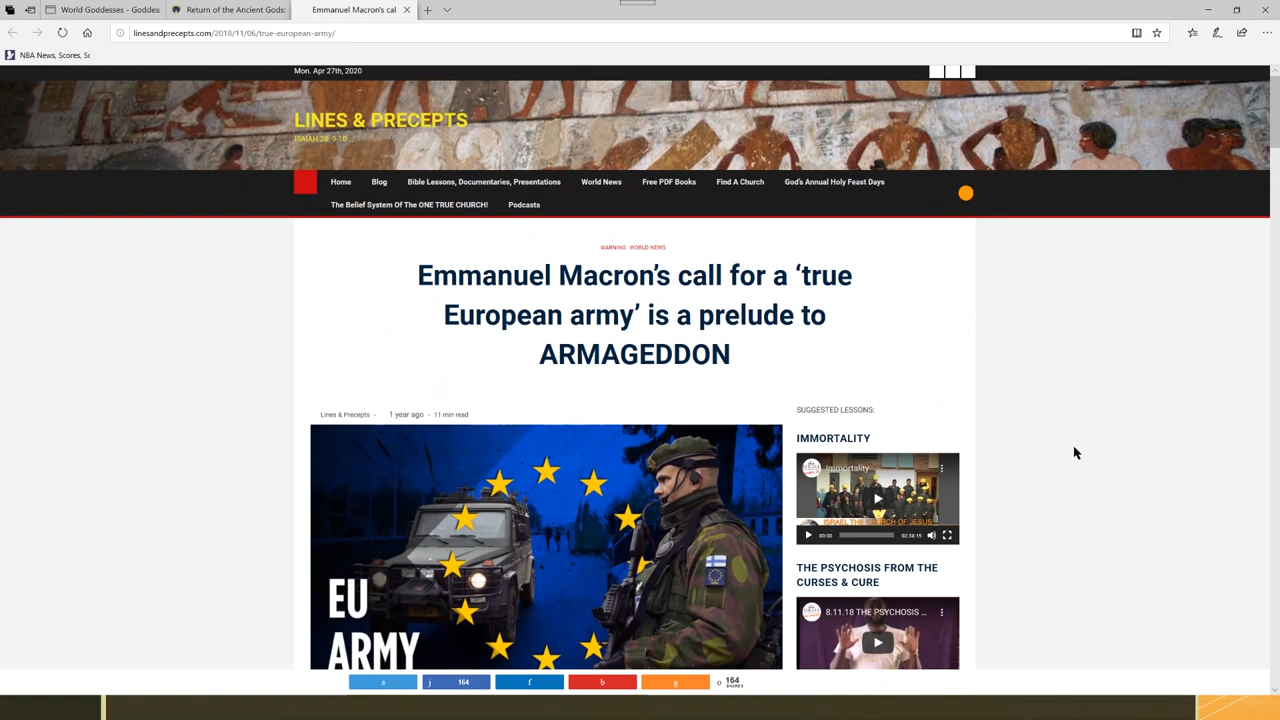 World Goddesses - Goddes
Return of the Ancient Gods:
Emmanuel Macron's cal
linesandprecepts.com/2018/11/06/true-european-army/
NBA News, Scores, Sc
Mon. Apr 27th, 2020
LINES & PRECEPTS
ISAIAH 28: 9-10
Home Blog Bible Lessons, Documentaries, Presentations World News Free PDF Books Find A Church God's Annual Holy Feast Days
The Belief System Of The ONE TRUE CHURCH! Podcasts
WARNING WORLD NEWS
Emmanuel Macron's call for a ‘true
European army’ is a prelude to
ARMAGEDDON
Lines & Precepts - 1 year ago - 11 min read
SUGGESTED LESSONS:
IMMORTALITY
Immortality
ISRAEL THE CHURCH OF JESUS
00:00 02:38:15
THE PSYCHOSIS FROM THE
CURSES & CURE
8.11.18 THE PSYCHOSIS ...
EU
ARMY
s j 164 f b g o 164
SHARES